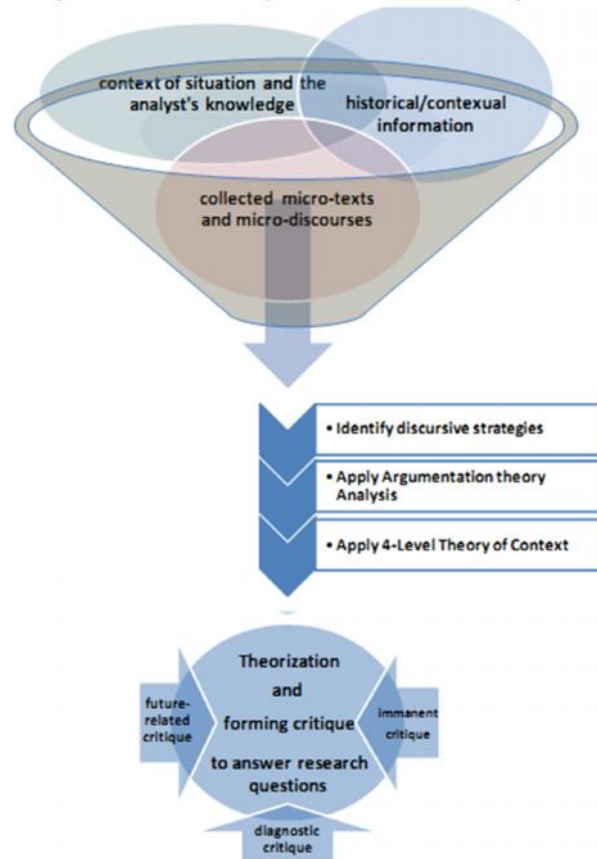 context of situation and the
analyst's knowledge
historical/contexual
information
collected micro-texts
and micro-discourses
• Identify discursive strategies
• Apply Argumentation theory
Analysis
• Apply 4-Level Theory of Context
Theorization
and
forming critique
to answer research
questions
future-
related
critique
immanent
critique
diagnostic
critique